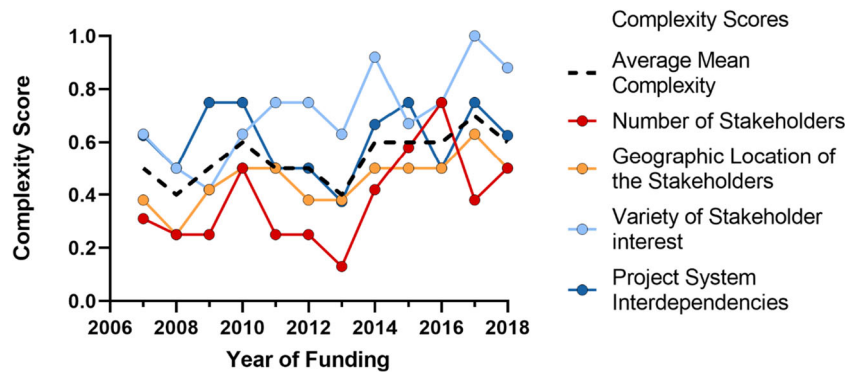 Complexity Scores
1.0
0.8
0.6
0.4
0.2
0.0
Complexity Score
2006 2008 2010 2012 2014 2016 2018
Year of Funding
Average Mean
Complexity
Number of Stakeholders
Geographic Location of
the Stakeholders
Variety of Stakeholder
interest
Project System
Interdependencies